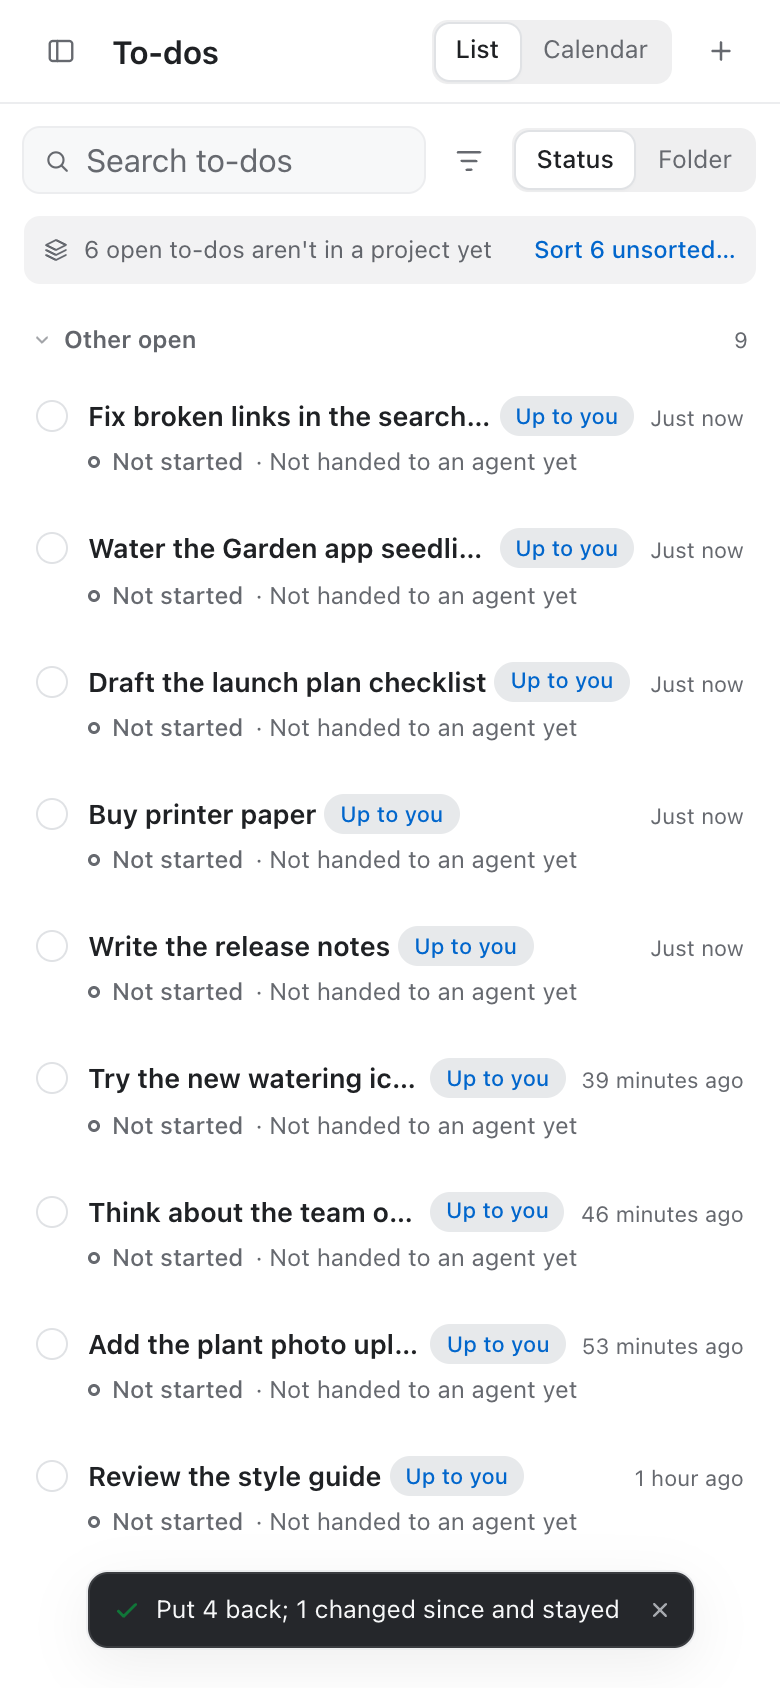 To-dos
List
Calendar
Search to-dos
Status
Folder
6 open to-dos aren't in a project yet
Sort 6 unsorted...
Other open
9
Fix broken links in the search...
Up to you
Just now
Not started · Not handed to an agent yet
Water the Garden app seedli...
Up to you
Just now
Not started · Not handed to an agent yet
Draft the launch plan checklist
Up to you
Just now
Not started · Not handed to an agent yet
Buy printer paper
Up to you
Just now
Not started · Not handed to an agent yet
Write the release notes
Up to you
Just now
Not started · Not handed to an agent yet
Try the new watering ic...
Up to you
39 minutes ago
Not started · Not handed to an agent yet
Think about the team o...
Up to you
46 minutes ago
Not started · Not handed to an agent yet
Add the plant photo upl...
Up to you
53 minutes ago
Not started · Not handed to an agent yet
Review the style guide
Up to you
1 hour ago
Not started · Not handed to an agent yet
Put 4 back; 1 changed since and stayed